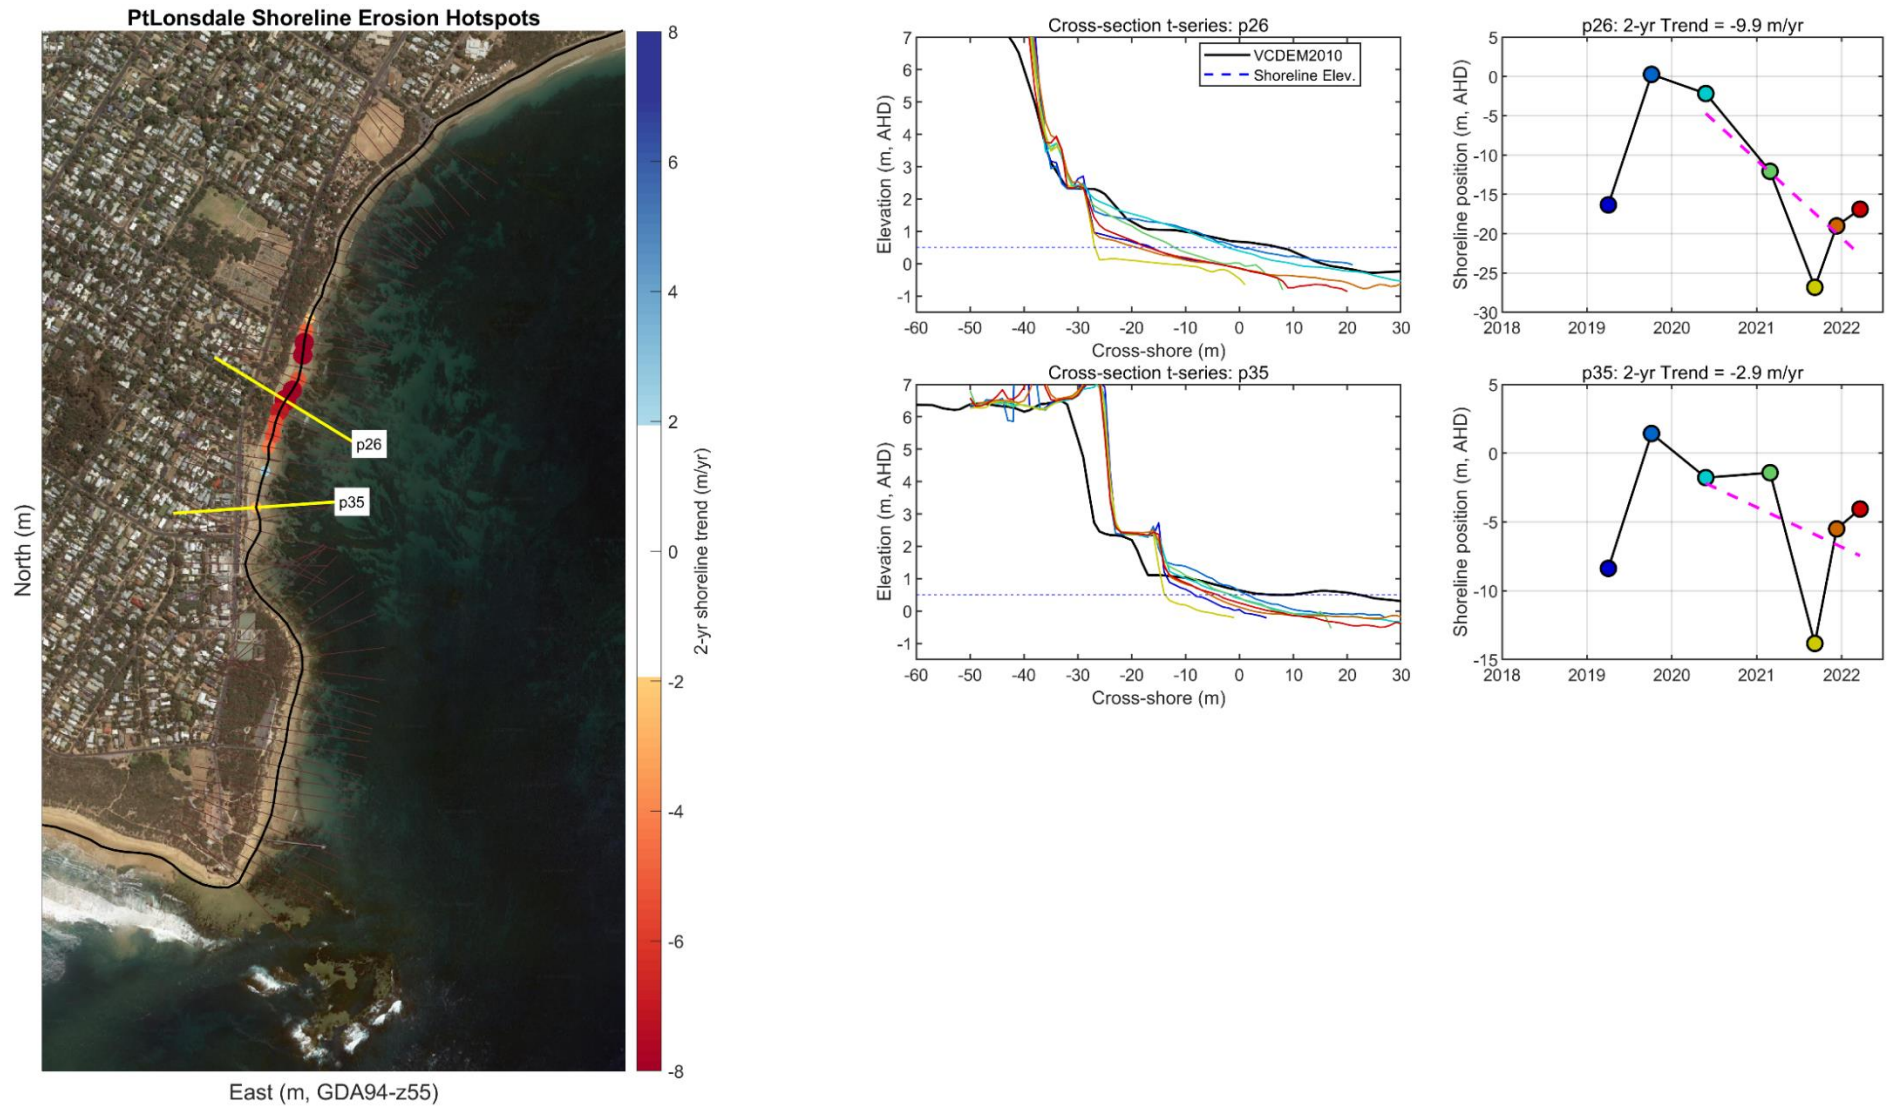 PtLonsdale Shoreline Erosion Hotspots
North (m)
East (m, GDA94-z55)
p26
p35
8
6
4
2
0
-2
-4
-6
-8
2-yr shoreline trend (m/yr)
Cross-section t-series: p26
VCDEM2010
Shoreline Elev.
Elevation (m, AHD)
7
6
5
4
3
2
1
0
-1
-60 -50 -40 -30 -20 -10 0 10 20 30
Cross-shore (m)
p26: 2-yr Trend = -9.9 m/yr
Shoreline position (m, AHD)
5
0
-5
-10
-15
-20
-25
-30
2018 2019 2020 2021 2022
Cross-section t-series: p35
Elevation (m, AHD)
7
6
5
4
3
2
1
0
-1
-60 -50 -40 -30 -20 -10 0 10 20 30
Cross-shore (m)
p35: 2-yr Trend = -2.9 m/yr
Shoreline position (m, AHD)
5
0
-5
-10
-15
2018 2019 2020 2021 2022